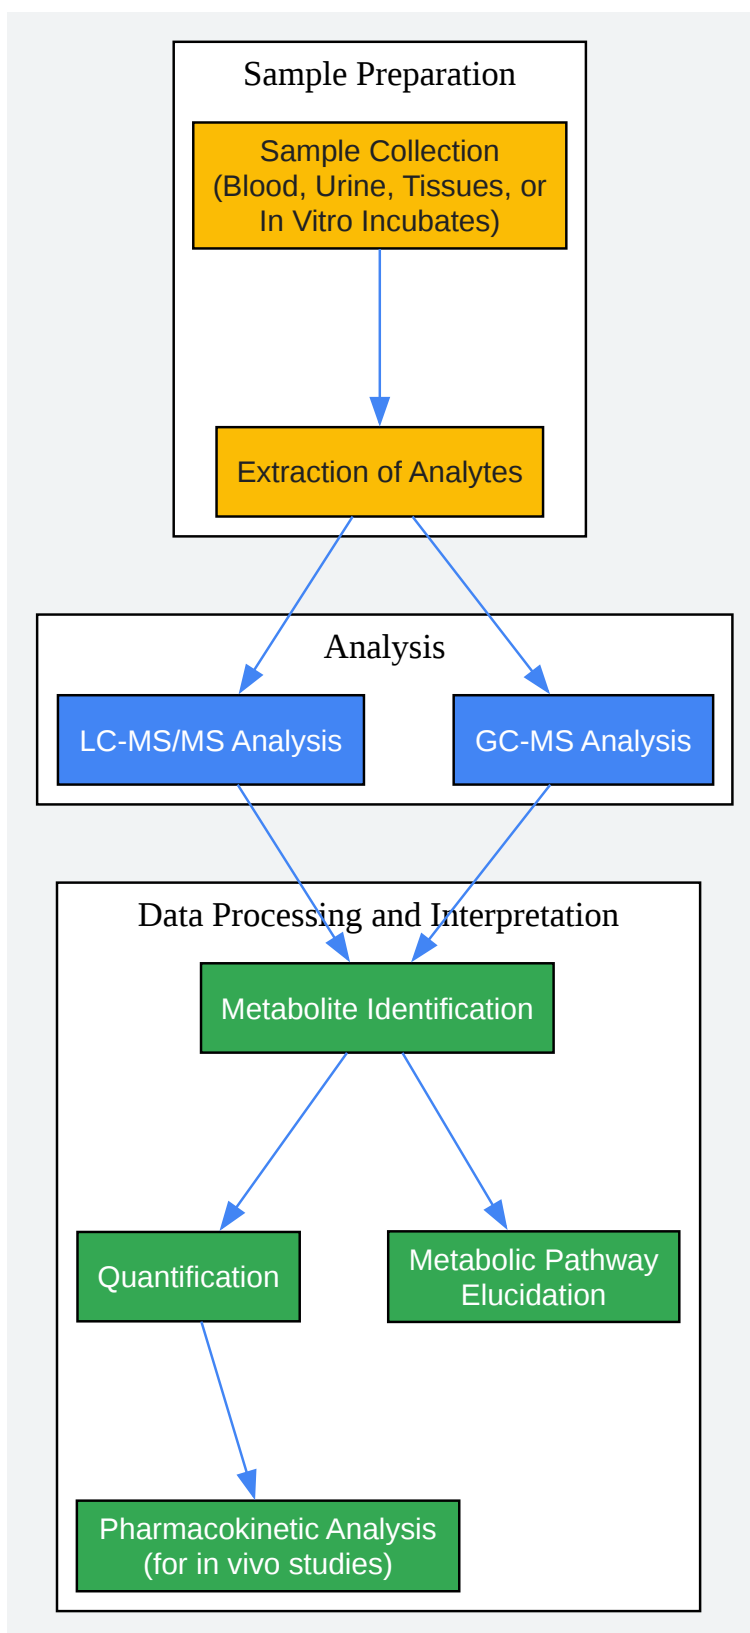 Sample Preparation
Sample Collection
(Blood, Urine, Tissues, or
In Vitro Incubates)
Extraction of Analytes
Analysis
LC-MS/MS Analysis
GC-MS Analysis
Data Processing and Interpretation
Metabolite Identification
Quantification
Metabolic Pathway
Elucidation
Pharmacokinetic Analysis
(for in vivo studies)